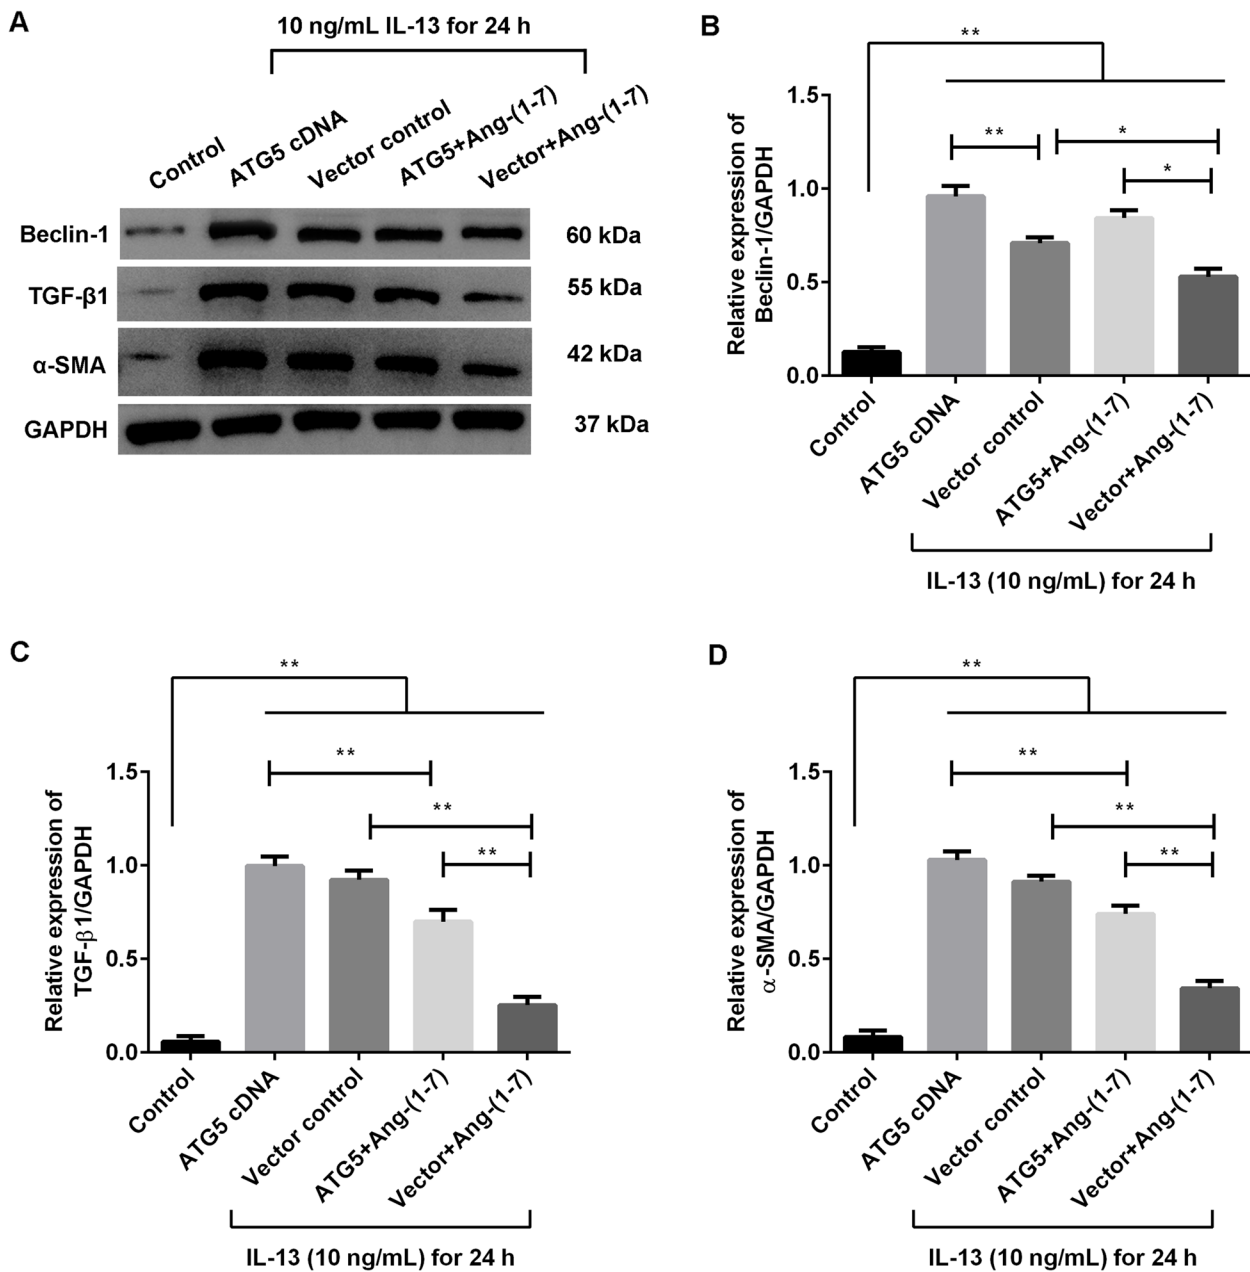 A
10 ng/mL IL-13 for 24 h
Control
ATG5 cDNA
Vector control
ATG5+Ang-(1-7)
Vector+Ang-(1-7)
Beclin-1
60 kDa
TGF-β1
55 kDa
α-SMA
42 kDa
GAPDH
37 kDa
B
**
**
*
*
Relative expression of
Beclin-1/GAPDH
1.5
1.0
0.5
0.0
Control
ATG5 cDNA
Vector control
ATG5+Ang-(1-7)
Vector+Ang-(1-7)
IL-13 (10 ng/mL) for 24 h
C
**
**
**
**
Relative expression of
TGF-β1/GAPDH
1.5
1.0
0.5
0.0
Control
ATG5 cDNA
Vector control
ATG5+Ang-(1-7)
Vector+Ang-(1-7)
IL-13 (10 ng/mL) for 24 h
D
**
**
**
**
Relative expression of
α-SMA/GAPDH
1.5
1.0
0.5
0.0
Control
ATG5 cDNA
Vector control
ATG5+Ang-(1-7)
Vector+Ang-(1-7)
IL-13 (10 ng/mL) for 24 h